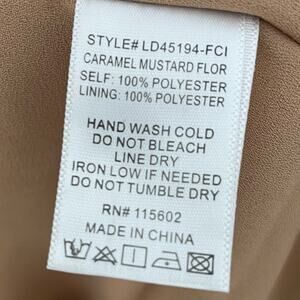 STYLE# LD45194-FCI
CARAMEL MUSTARD FLOR
SELF: 100% POLYESTER
LINING: 100% POLYESTER
HAND WASH COLD
DO NOT BLEACH
LINE DRY
IRON LOW IF NEEDED
DO NOT TUMBLE DRY
RN# 115602
MADE IN CHINA